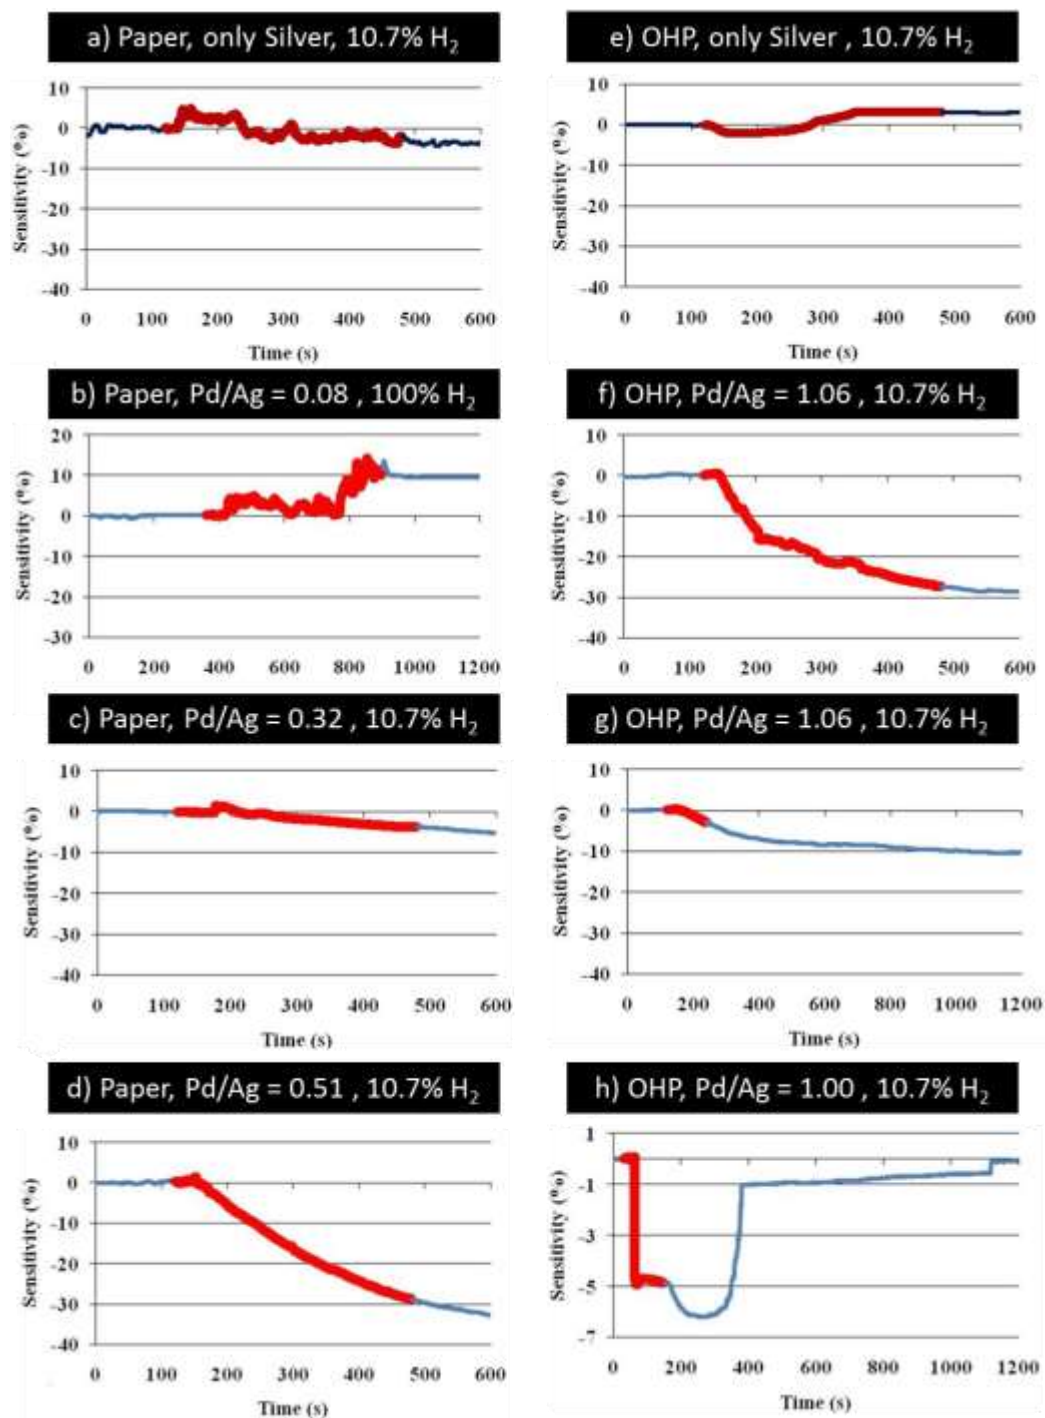 a) Paper, only Silver, 10.7% H₂
Sensitivity (%)
10
0
-10
-20
-30
-40
0 100 200 300 400 500 600
Time (s)
e) OHP, only Silver , 10.7% H₂
Sensitivity (%)
10
0
-10
-20
-30
-40
0 100 200 300 400 500 600
Time (s)
b) Paper, Pd/Ag = 0.08 , 100% H₂
Sensitivity (%)
20
10
0
-10
-20
-30
0 200 400 600 800 1000 1200
f) OHP, Pd/Ag = 1.06 , 10.7% H₂
Sensitivity (%)
10
0
-10
-20
-30
-40
0 100 200 300 400 500 600
c) Paper, Pd/Ag = 0.32 , 10.7% H₂
Sensitivity (%)
10
0
-10
-20
-30
-40
0 100 200 300 400 500 600
Time (s)
g) OHP, Pd/Ag = 1.06 , 10.7% H₂
Sensitivity (%)
10
0
-10
-20
-30
-40
0 200 400 600 800 1000 1200
Time (s)
d) Paper, Pd/Ag = 0.51 , 10.7% H₂
Sensitivity (%)
10
0
-10
-20
-30
-40
0 100 200 300 400 500 600
Time (s)
h) OHP, Pd/Ag = 1.00 , 10.7% H₂
Sensitivity (%)
1
-1
-3
-5
-7
0 200 400 600 800 1000 1200
Time (s)